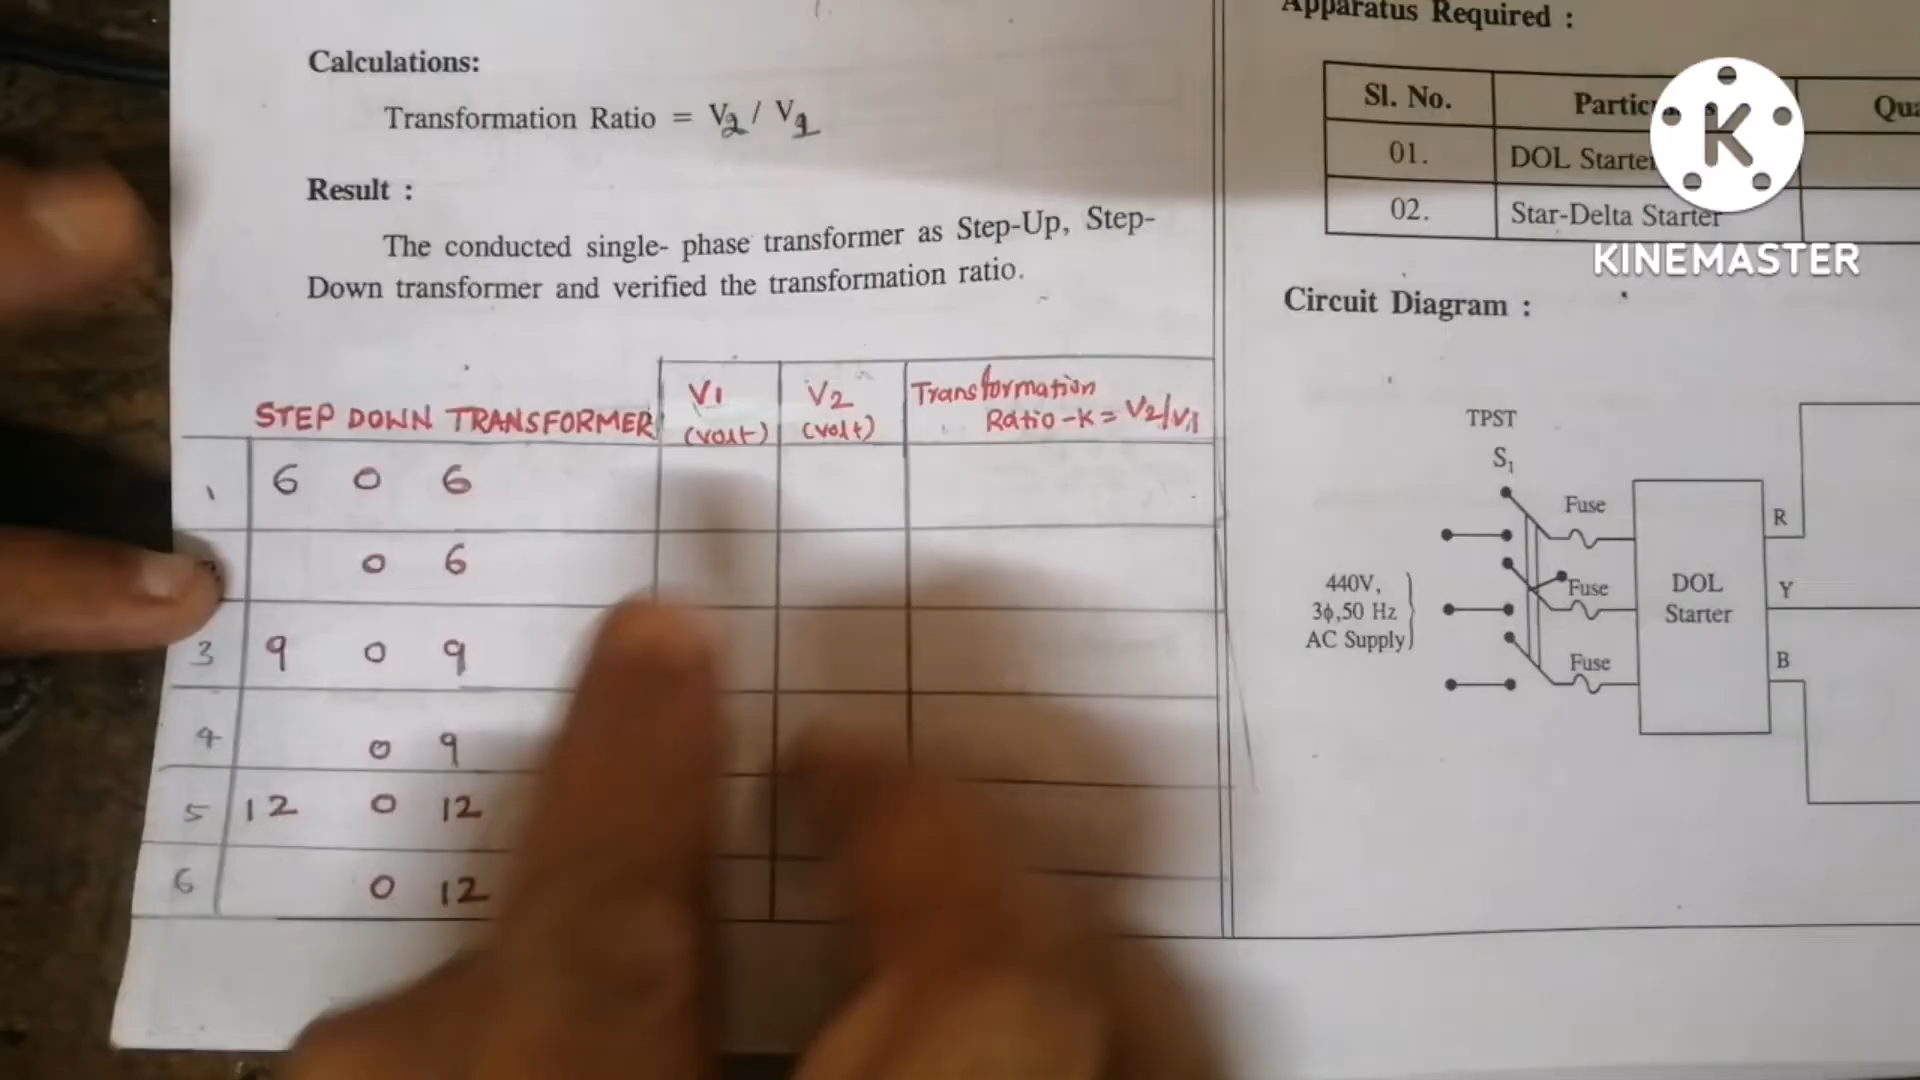 Calculations:
Transformation Ratio = V2 / V1
Result :
The conducted single- phase transformer as Step-Up, Step-
Down transformer and verified the transformation ratio.
STEP DOWN TRANSFORMER V1 (volt) V2 (volt) Transformation Ratio-K = V2/V1
1 6 0 6
0 6
3 9 0 9
4 0 9
5 12 0 12
6 0 12
Apparatus Required :
Sl. No.
01. DOL Starter
02. Star-Delta Starter
K
KINEMASTER
Circuit Diagram :
TPST
S1
Fuse
R
440V,
3ϕ,50 Hz
AC Supply
Fuse
DOL
Starter
Y
Fuse
B